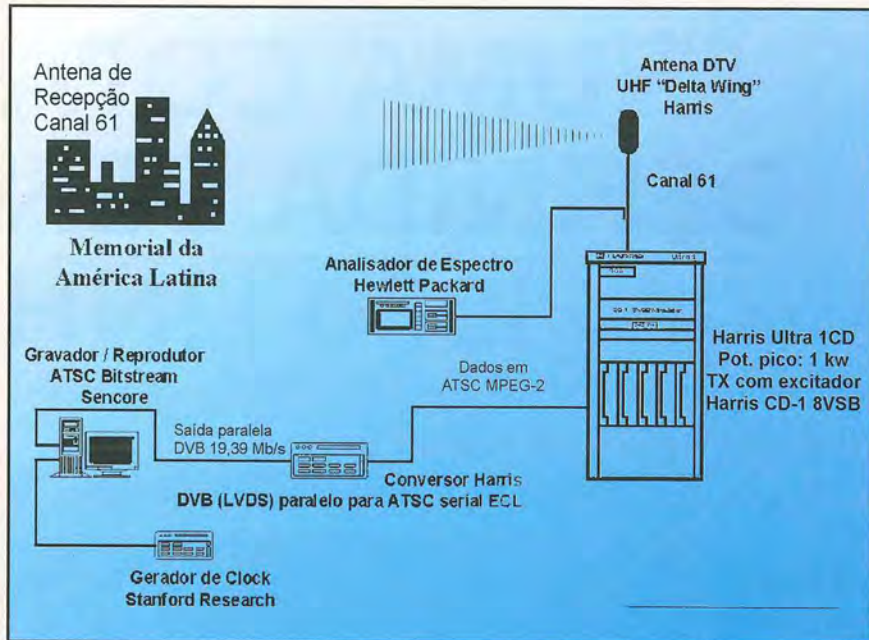 Antena de
Recepção
Canal 61
Memorial da
América Latina
Antena DTV
UHF “Delta Wing”
Harris
Canal 61
Analisador de Espectro
Hewlett Packard
Harris Ultra 1CD
Pot. pico: 1 kw
TX com excitador
Harris CD-1 8VSB
Gravador / Reprodutor
ATSC Bitstream
Sencore
Saída paralela
DVB 19,39 Mb/s
Dados em
ATSC MPEG-2
Conversor Harris
DVB (LVDS) paralelo para ATSC serial ECL
Gerador de Clock
Stanford Research